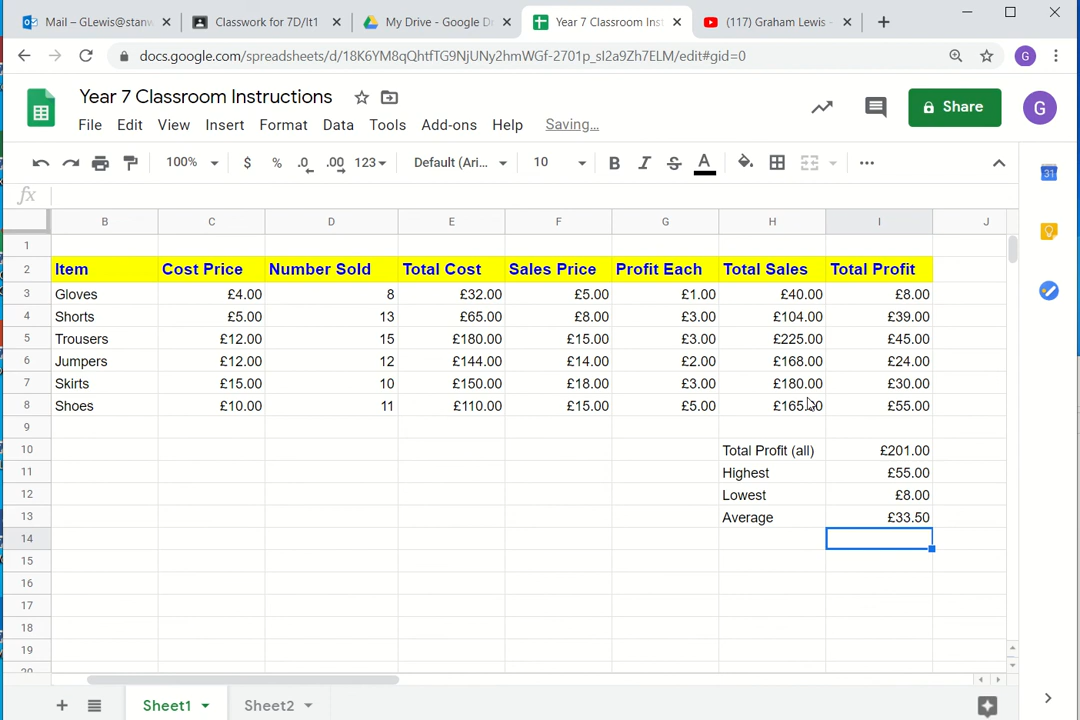 Mail – GLewis@stanw
Classwork for 7D/It1
My Drive - Google Dr
Year 7 Classroom Inst
(117) Graham Lewis -
docs.google.com/spreadsheets/d/18K6YM8qQhtfTG9NjUNy2hmWGf-2701p_sI2a9Zh7ELM/edit#gid=0
G
Year 7 Classroom Instructions
File Edit View Insert Format Data Tools Add-ons Help Saving...
Share
G
100% $ % .0 .00 123 Default (Ari... 10 B I S A
31
fx
B C D E F G H I J
1
2 Item Cost Price Number Sold Total Cost Sales Price Profit Each Total Sales Total Profit
3 Gloves £4.00 8 £32.00 £5.00 £1.00 £40.00 £8.00
4 Shorts £5.00 13 £65.00 £8.00 £3.00 £104.00 £39.00
5 Trousers £12.00 15 £180.00 £15.00 £3.00 £225.00 £45.00
6 Jumpers £12.00 12 £144.00 £14.00 £2.00 £168.00 £24.00
7 Skirts £15.00 10 £150.00 £18.00 £3.00 £180.00 £30.00
8 Shoes £10.00 11 £110.00 £15.00 £5.00 £165.00 £55.00
9
10 Total Profit (all) £201.00
11 Highest £55.00
12 Lowest £8.00
13 Average £33.50
14
15
16
17
18
19
20
Sheet1 Sheet2